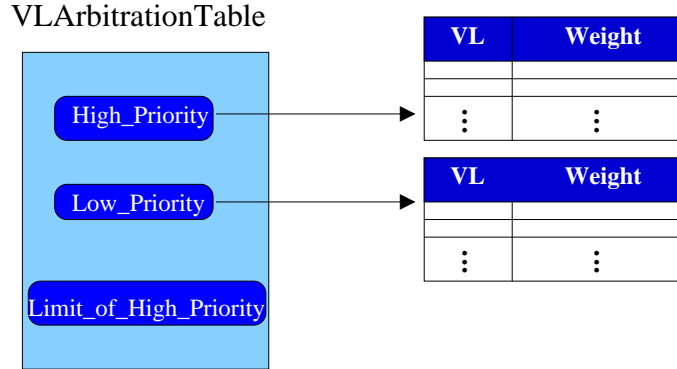 VLArbitrationTable
High_Priority
Low_Priority
Limit_of_High_Priority
VL Weight
⋮ ⋮
VL Weight
⋮ ⋮